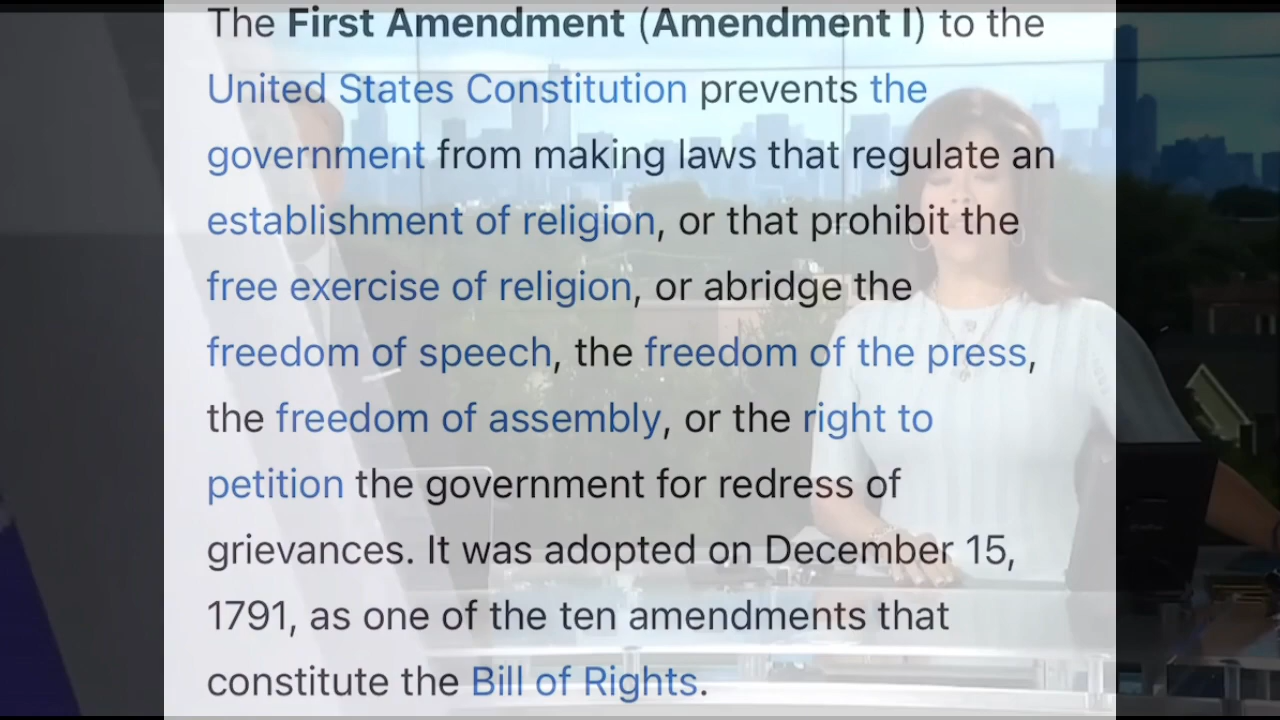 The First Amendment (Amendment I) to the
United States Constitution prevents the
government from making laws that regulate an
establishment of religion, or that prohibit the
free exercise of religion, or abridge the
freedom of speech, the freedom of the press,
the freedom of assembly, or the right to
petition the government for redress of
grievances. It was adopted on December 15,
1791, as one of the ten amendments that
constitute the Bill of Rights.